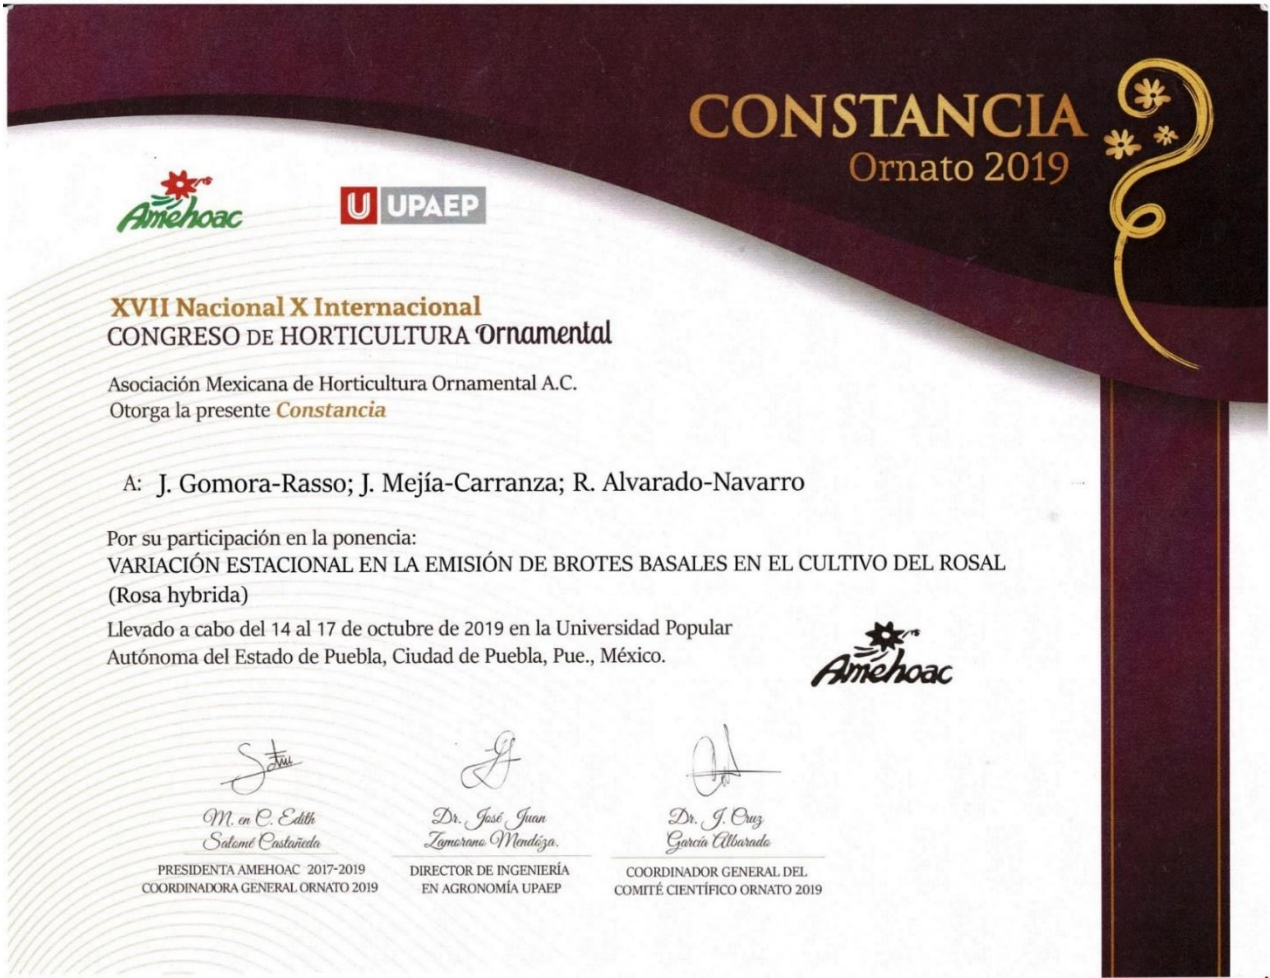 CONSTANCIA
Ornato 2019
Amehoac
U UPAEP
XVII Nacional X Internacional
CONGRESO DE HORTICULTURA Ornamental
Asociación Mexicana de Horticultura Ornamental A.C.
Otorga la presente Constancia
A: J. Gomora-Rasso; J. Mejía-Carranza; R. Alvarado-Navarro
Por su participación en la ponencia:
VARIACIÓN ESTACIONAL EN LA EMISIÓN DE BROTES BASALES EN EL CULTIVO DEL ROSAL
(Rosa hybrida)
Llevado a cabo del 14 al 17 de octubre de 2019 en la Universidad Popular
Autónoma del Estado de Puebla, Ciudad de Puebla, Pue., México.
Amehoac
M. en C. Edith
Salomé Castañeda
PRESIDENTA AMEHOAC 2017-2019
COORDINADORA GENERAL ORNATO 2019
Dr. José Juan
Zamorano Mendóza.
DIRECTOR DE INGENIERÍA
EN AGRONOMÍA UPAEP
Dr. J. Cruz
García Albarado
COORDINADOR GENERAL DEL
COMITÉ CIENTÍFICO ORNATO 2019